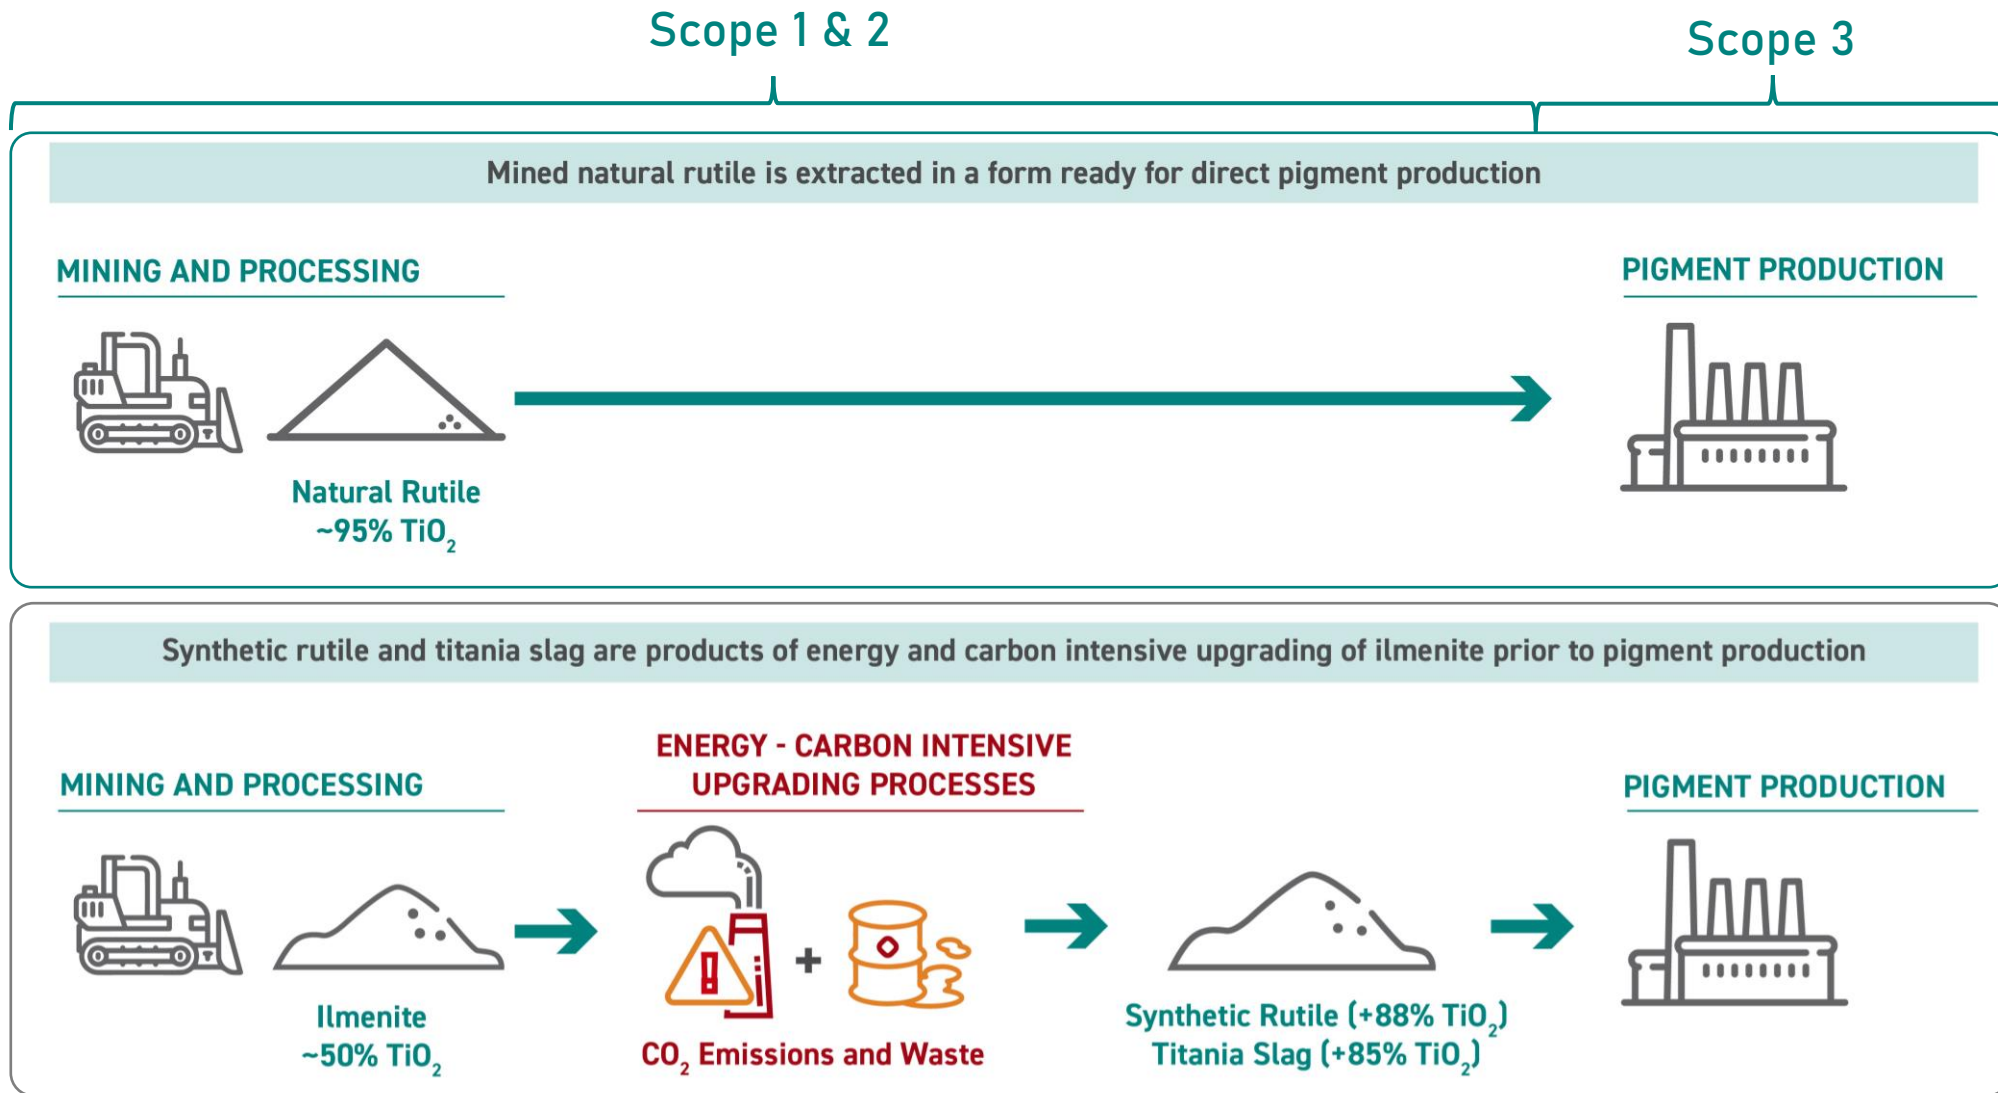 Scope 1 & 2
Scope 3
Mined natural rutile is extracted in a form ready for direct pigment production
MINING AND PROCESSING
PIGMENT PRODUCTION
Natural Rutile
~95% TiO₂
Synthetic rutile and titania slag are products of energy and carbon intensive upgrading of ilmenite prior to pigment production
MINING AND PROCESSING
ENERGY - CARBON INTENSIVE
UPGRADING PROCESSES
PIGMENT PRODUCTION
!
+
Ilmenite
~50% TiO₂
CO₂ Emissions and Waste
Synthetic Rutile (+88% TiO₂)
Titania Slag (+85% TiO₂)